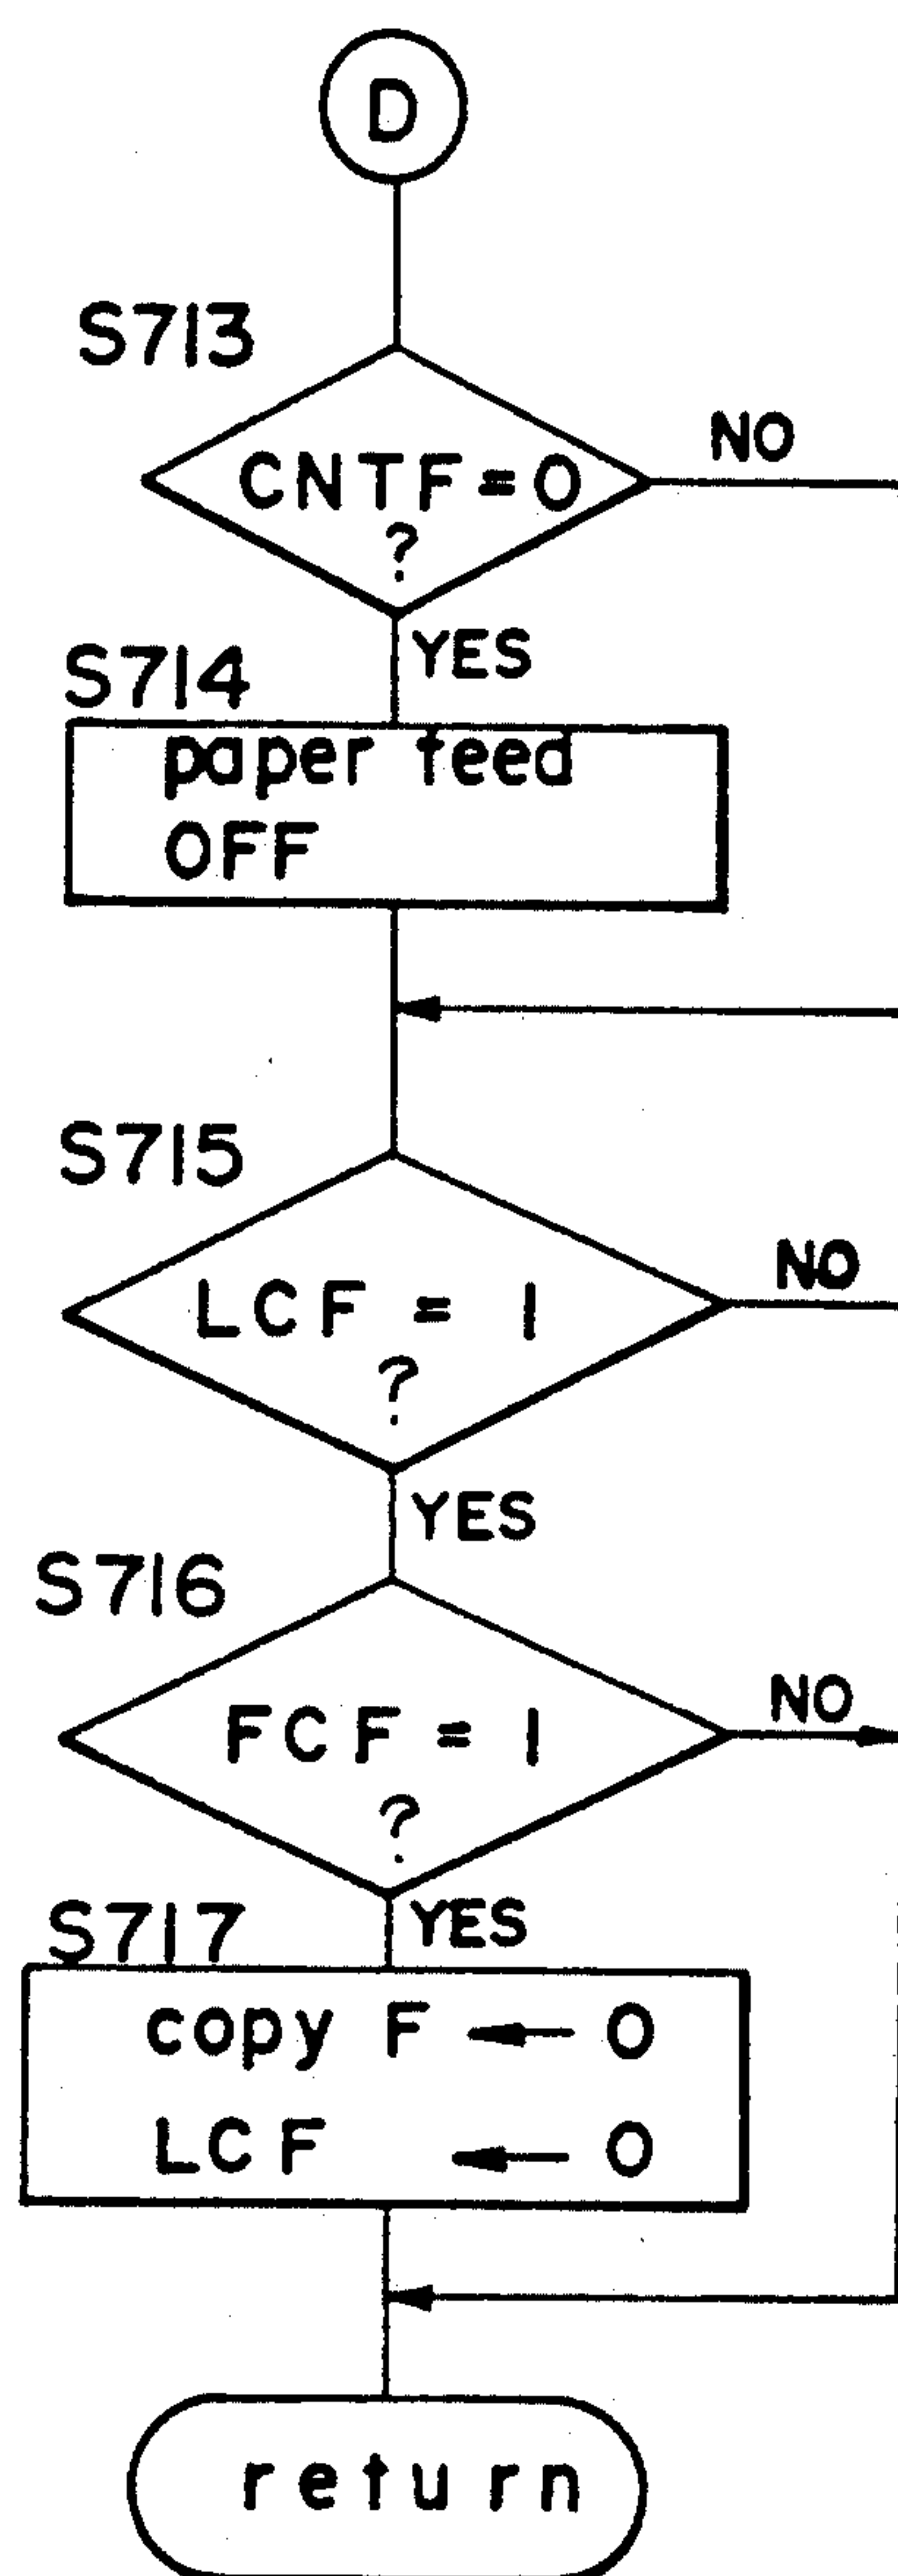 D
S713
CNTF=0
?
NO
YES
S714
paper feed
OFF
S715
LCF = 1
?
NO
YES
S716
FCF = 1
?
NO
YES
S717
copy F ← 0
LCF ← 0
return